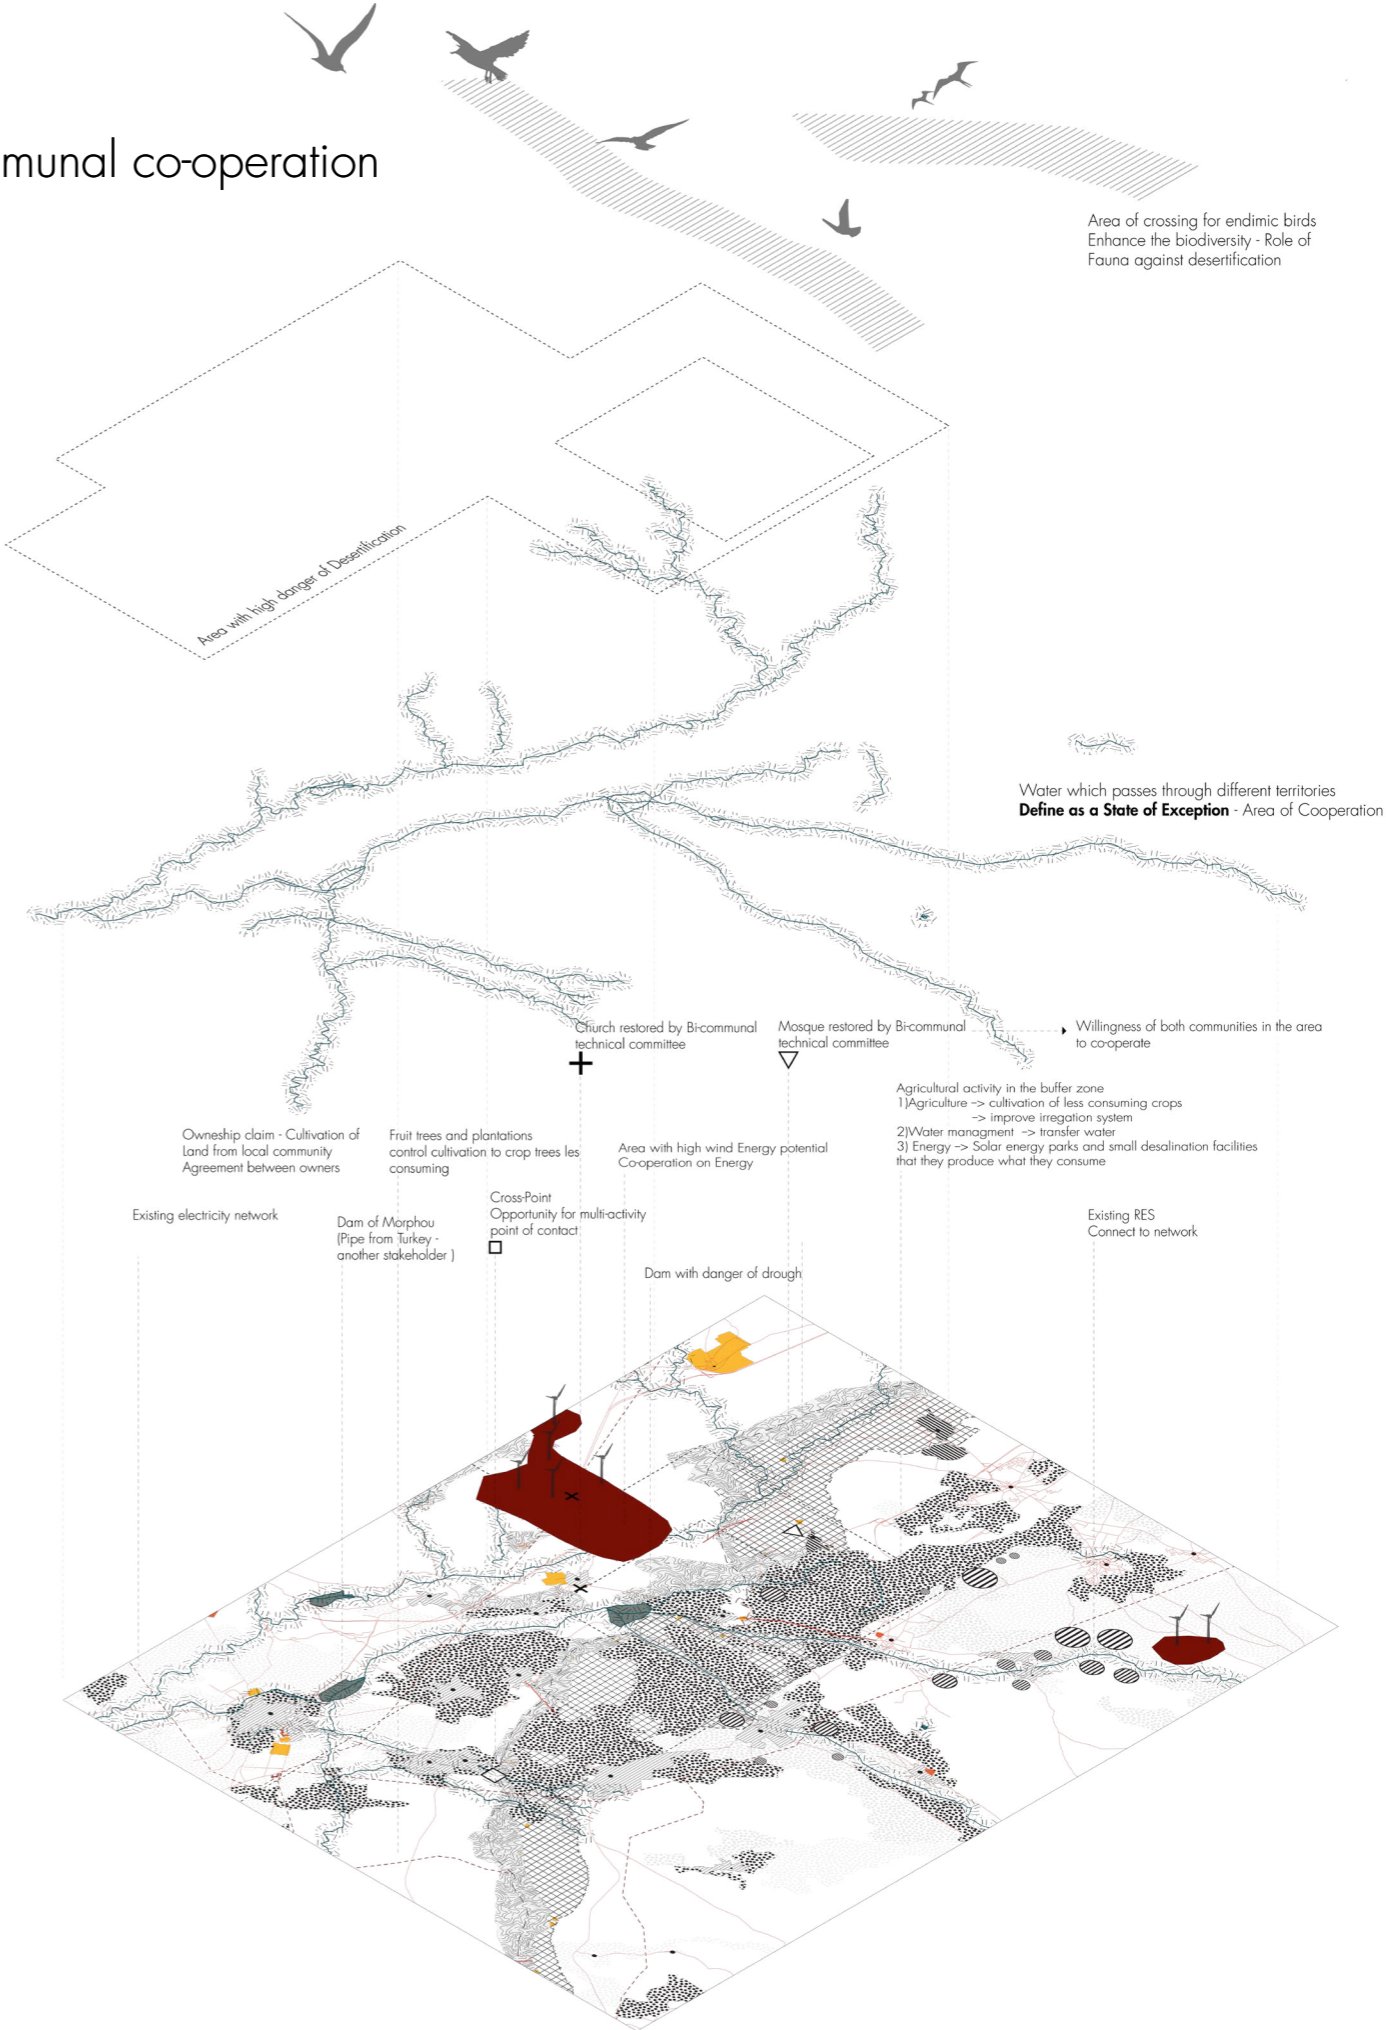 munal co-operation
Area of crossing for endimic birds
Enhance the biodiversity - Role of
Fauna against desertification
Area with high danger of Desertification
Water which passes through different territories
Define as a State of Exception - Area of Cooperation
Church restored by Bi-communal
technical committee
Mosque restored by Bi-communal
technical committee
Willingness of both communities in the area
to co-operate
Agricultural activity in the buffer zone
1)Agriculture -> cultivation of less consuming crops
-> improve irregation system
2)Water managment -> transfer water
3) Energy -> Solar energy parks and small desalination facilities
that they produce what they consume
Owneship claim - Cultivation of
Land from local community
Agreement between owners
Fruit trees and plantations
control cultivation to crop trees les
consuming
Area with high wind Energy potential
Co-operation on Energy
Cross-Point
Opportunity for multi-activity
point of contact
Existing electricity network
Dam of Morphou
(Pipe from Turkey -
another stakeholder )
Existing RES
Connect to network
Dam with danger of drough